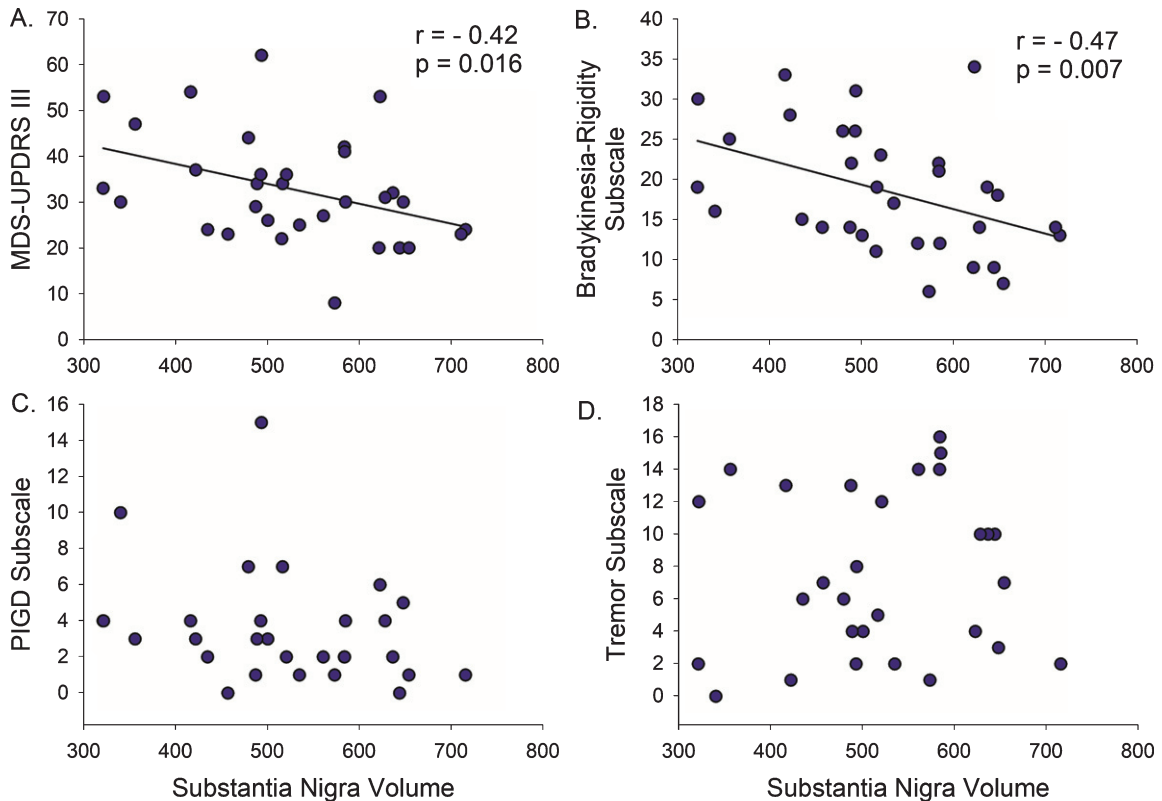 A.
MDS-UPDRS III
70
60
50
40
30
20
10
0
r = - 0.42
p = 0.016
300 400 500 600 700 800
B.
Bradykinesia-Rigidity
Subscale
40
35
30
25
20
15
10
5
0
r = - 0.47
p = 0.007
300 400 500 600 700 800
C.
PIGD Subscale
16
14
12
10
8
6
4
2
0
300 400 500 600 700 800
Substantia Nigra Volume
D.
Tremor Subscale
18
16
14
12
10
8
6
4
2
0
300 400 500 600 700 800
Substantia Nigra Volume